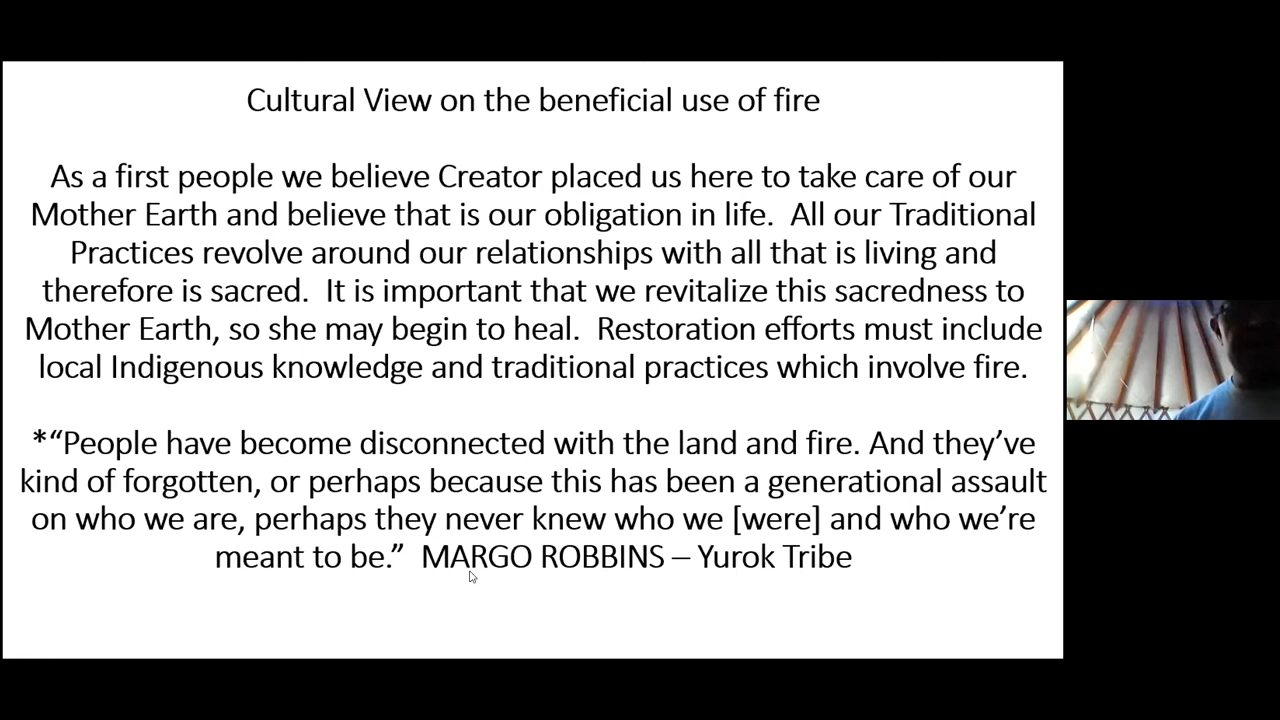 Cultural View on the beneficial use of fire
As a first people we believe Creator placed us here to take care of our
Mother Earth and believe that is our obligation in life.  All our Traditional
Practices revolve around our relationships with all that is living and
therefore is sacred.  It is important that we revitalize this sacredness to
Mother Earth, so she may begin to heal.  Restoration efforts must include
local Indigenous knowledge and traditional practices which involve fire.
*“People have become disconnected with the land and fire. And they’ve
kind of forgotten, or perhaps because this has been a generational assault
on who we are, perhaps they never knew who we [were] and who we’re
meant to be.”  MARGO ROBBINS – Yurok Tribe